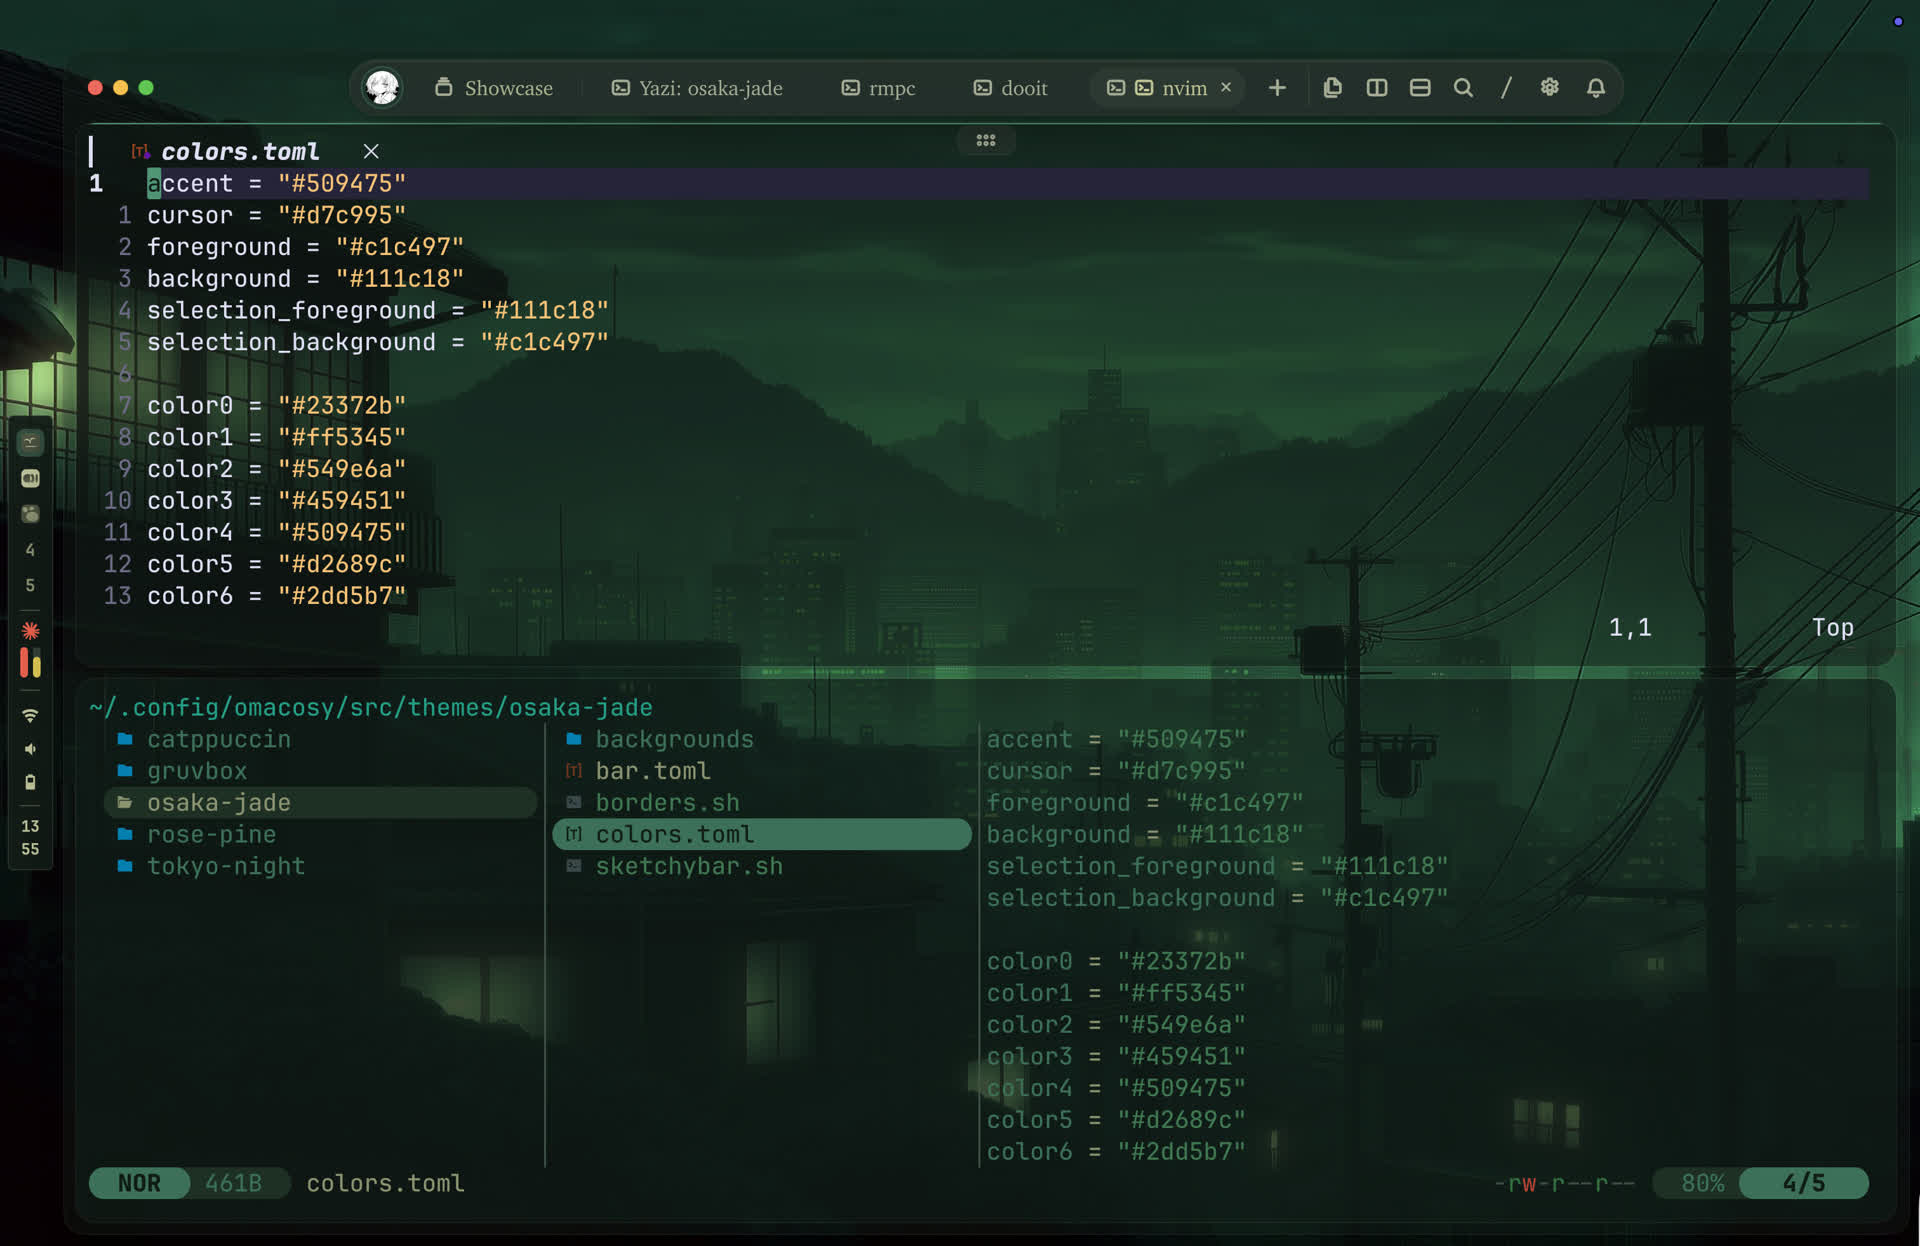 Showcase
Yazi: osaka-jade
rmpc
dooit
nvim
colors.toml
1 accent = "#509475"
1 cursor = "#d7c995"
2 foreground = "#c1c497"
3 background = "#111c18"
4 selection_foreground = "#111c18"
5 selection_background = "#c1c497"
6
7 color0 = "#23372b"
8 color1 = "#ff5345"
9 color2 = "#549e6a"
10 color3 = "#459451"
11 color4 = "#509475"
12 color5 = "#d2689c"
13 color6 = "#2dd5b7"
1,1 Top
4
5
13
55
~/.config/omacosy/src/themes/osaka-jade
catppuccin
gruvbox
osaka-jade
rose-pine
tokyo-night
backgrounds
[T] bar.toml
borders.sh
[T] colors.toml
sketchybar.sh
accent = "#509475"
cursor = "#d7c995"
foreground = "#c1c497"
background = "#111c18"
selection_foreground = "#111c18"
selection_background = "#c1c497"
color0 = "#23372b"
color1 = "#ff5345"
color2 = "#549e6a"
color3 = "#459451"
color4 = "#509475"
color5 = "#d2689c"
color6 = "#2dd5b7"
NOR 461B colors.toml
-rw-r--r-- 80% 4/5